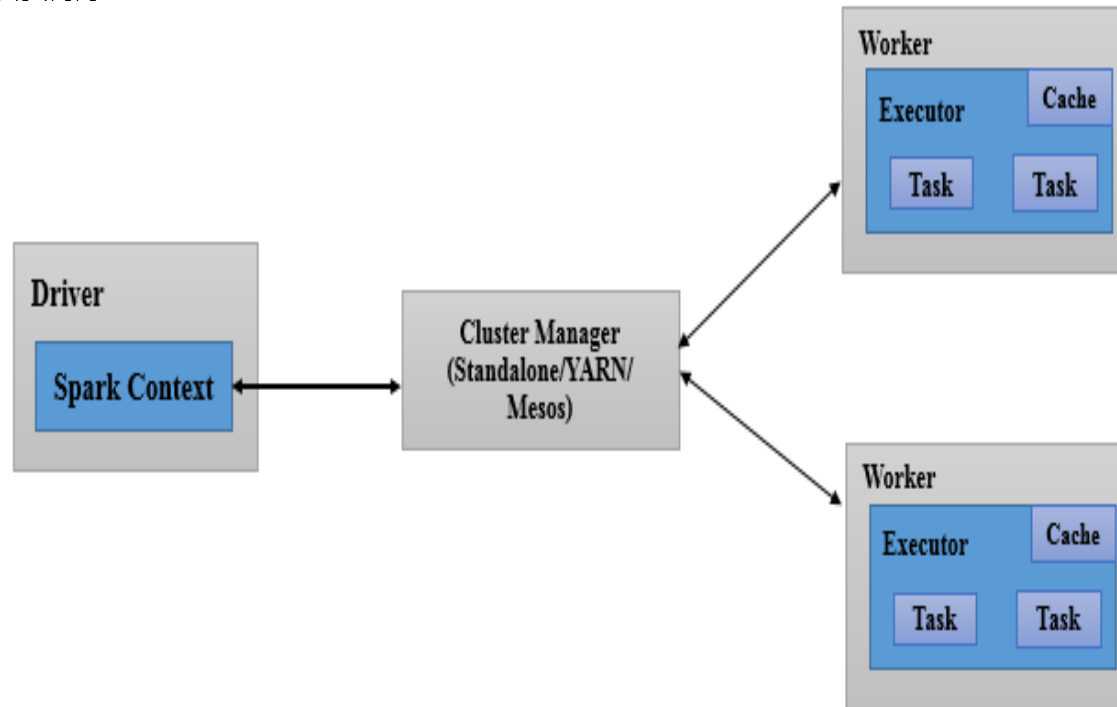 Driver
Spark Context
Cluster Manager
(Standalone/YARN/
Mesos)
Worker
Executor
Cache
Task
Task
Worker
Executor
Cache
Task
Task